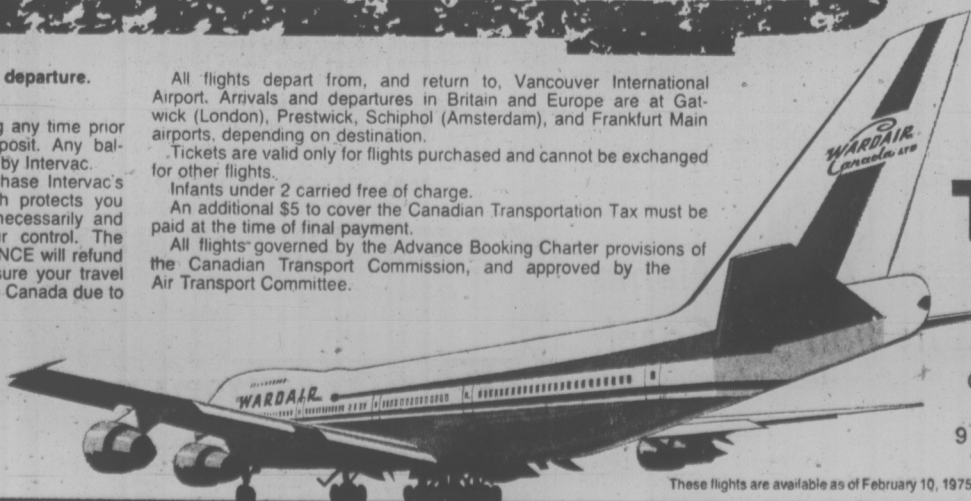 departure.
g any time prior
posit. Any bal-
by Intervac.
hase Intervac's
h protects you
necessarily and
r control. The
NCE will refund
sure your travel
Canada due to
All flights depart from, and return to, Vancouver International
Airport. Arrivals and departures in Britain and Europe are at Gat-
wick (London), Prestwick, Schiphol (Amsterdam), and Frankfurt Main
airports, depending on destination.
Tickets are valid only for flights purchased and cannot be exchanged
for other flights.
Infants under 2 carried free of charge.
An additional $5 to cover the Canadian Transportation Tax must be
paid at the time of final payment.
All flights governed by the Advance Booking Charter provisions of
the Canadian Transport Commission, and approved by the
Air Transport Committee.
WARDAIR
Canada LTD
WARDAIR
9
These flights are available as of February 10, 1975